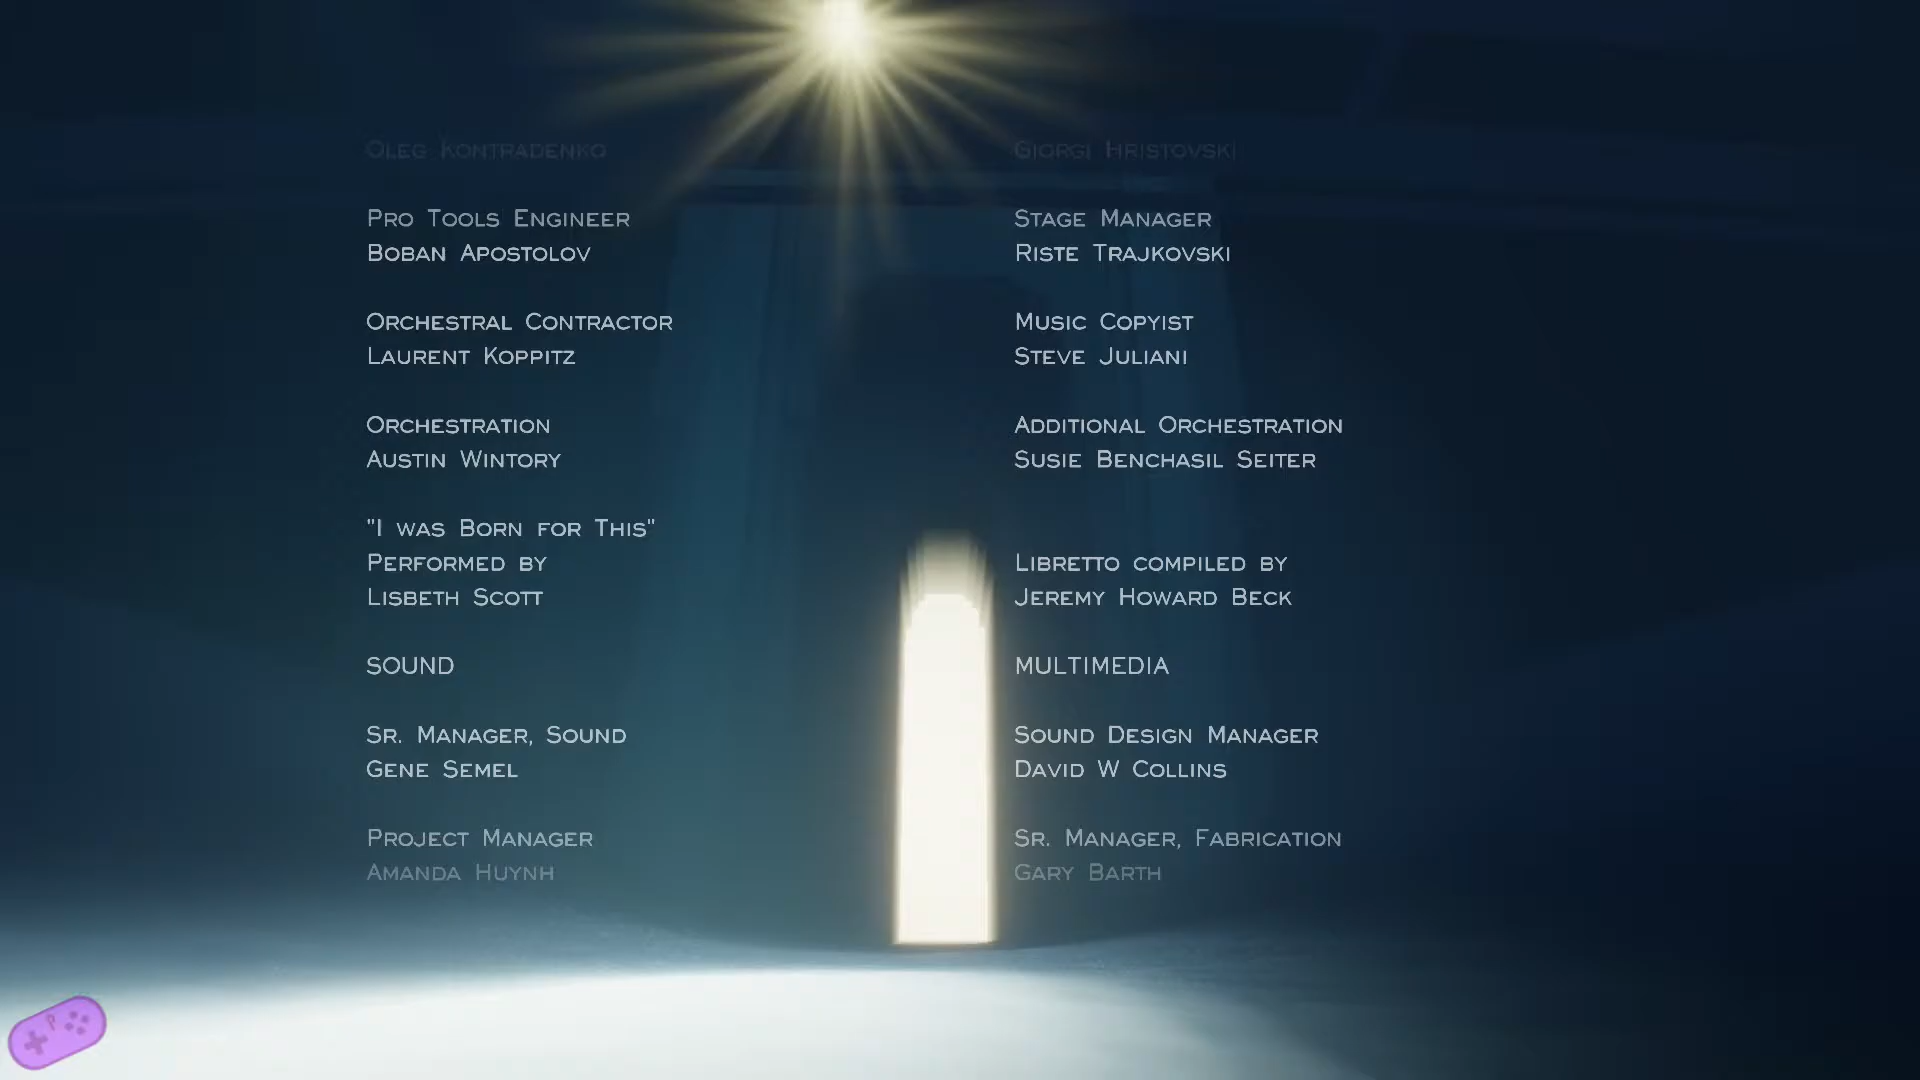 Oleg Kontradenko
Giorgi Hristovski
Pro Tools Engineer
Boban Apostolov
Stage Manager
Riste Trajkovski
Orchestral Contractor
Laurent Koppitz
Music Copyist
Steve Juliani
Orchestration
Austin Wintory
Additional Orchestration
Susie Benchasil Seiter
"I was Born for This"
Performed by
Lisbeth Scott
Libretto compiled by
Jeremy Howard Beck
SOUND
MULTIMEDIA
Sr. Manager, Sound
Gene Semel
Sound Design Manager
David W Collins
Project Manager
Amanda Huynh
Sr. Manager, Fabrication
Gary Barth